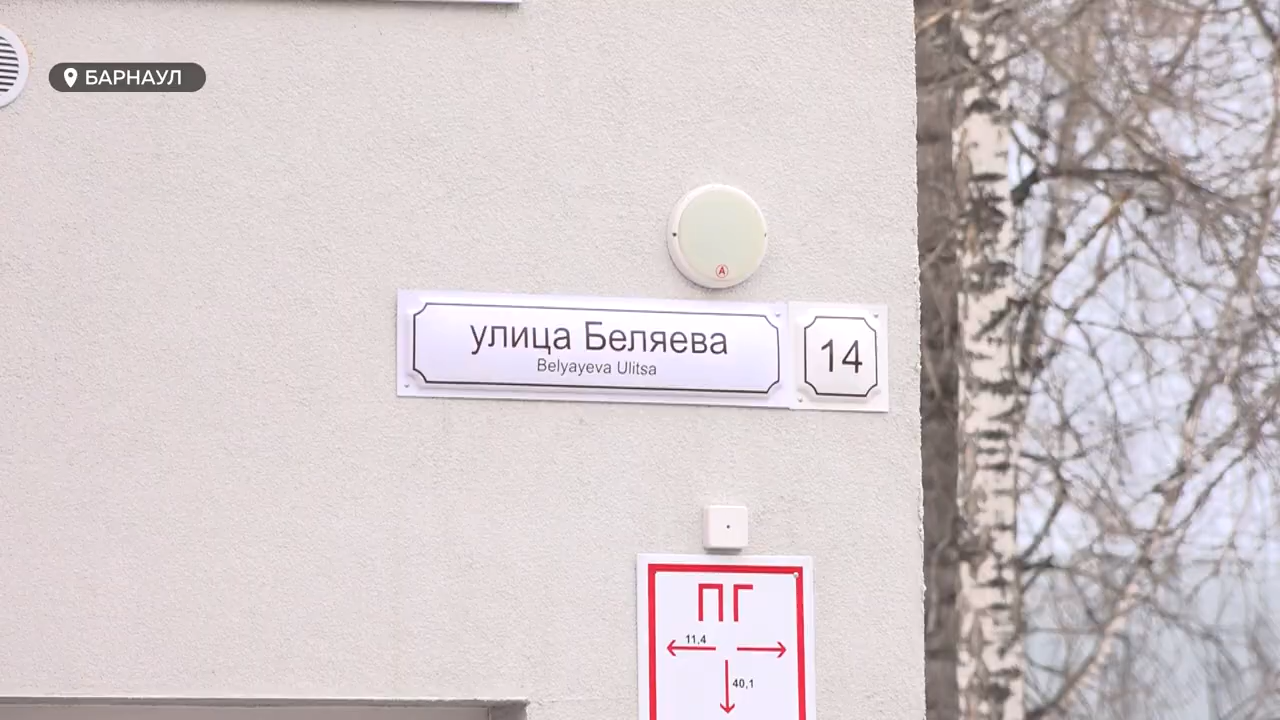 БАРНАУЛ
A
улица Беляева
Belyayeva Ulitsa
14
ПГ
11,4
40,1